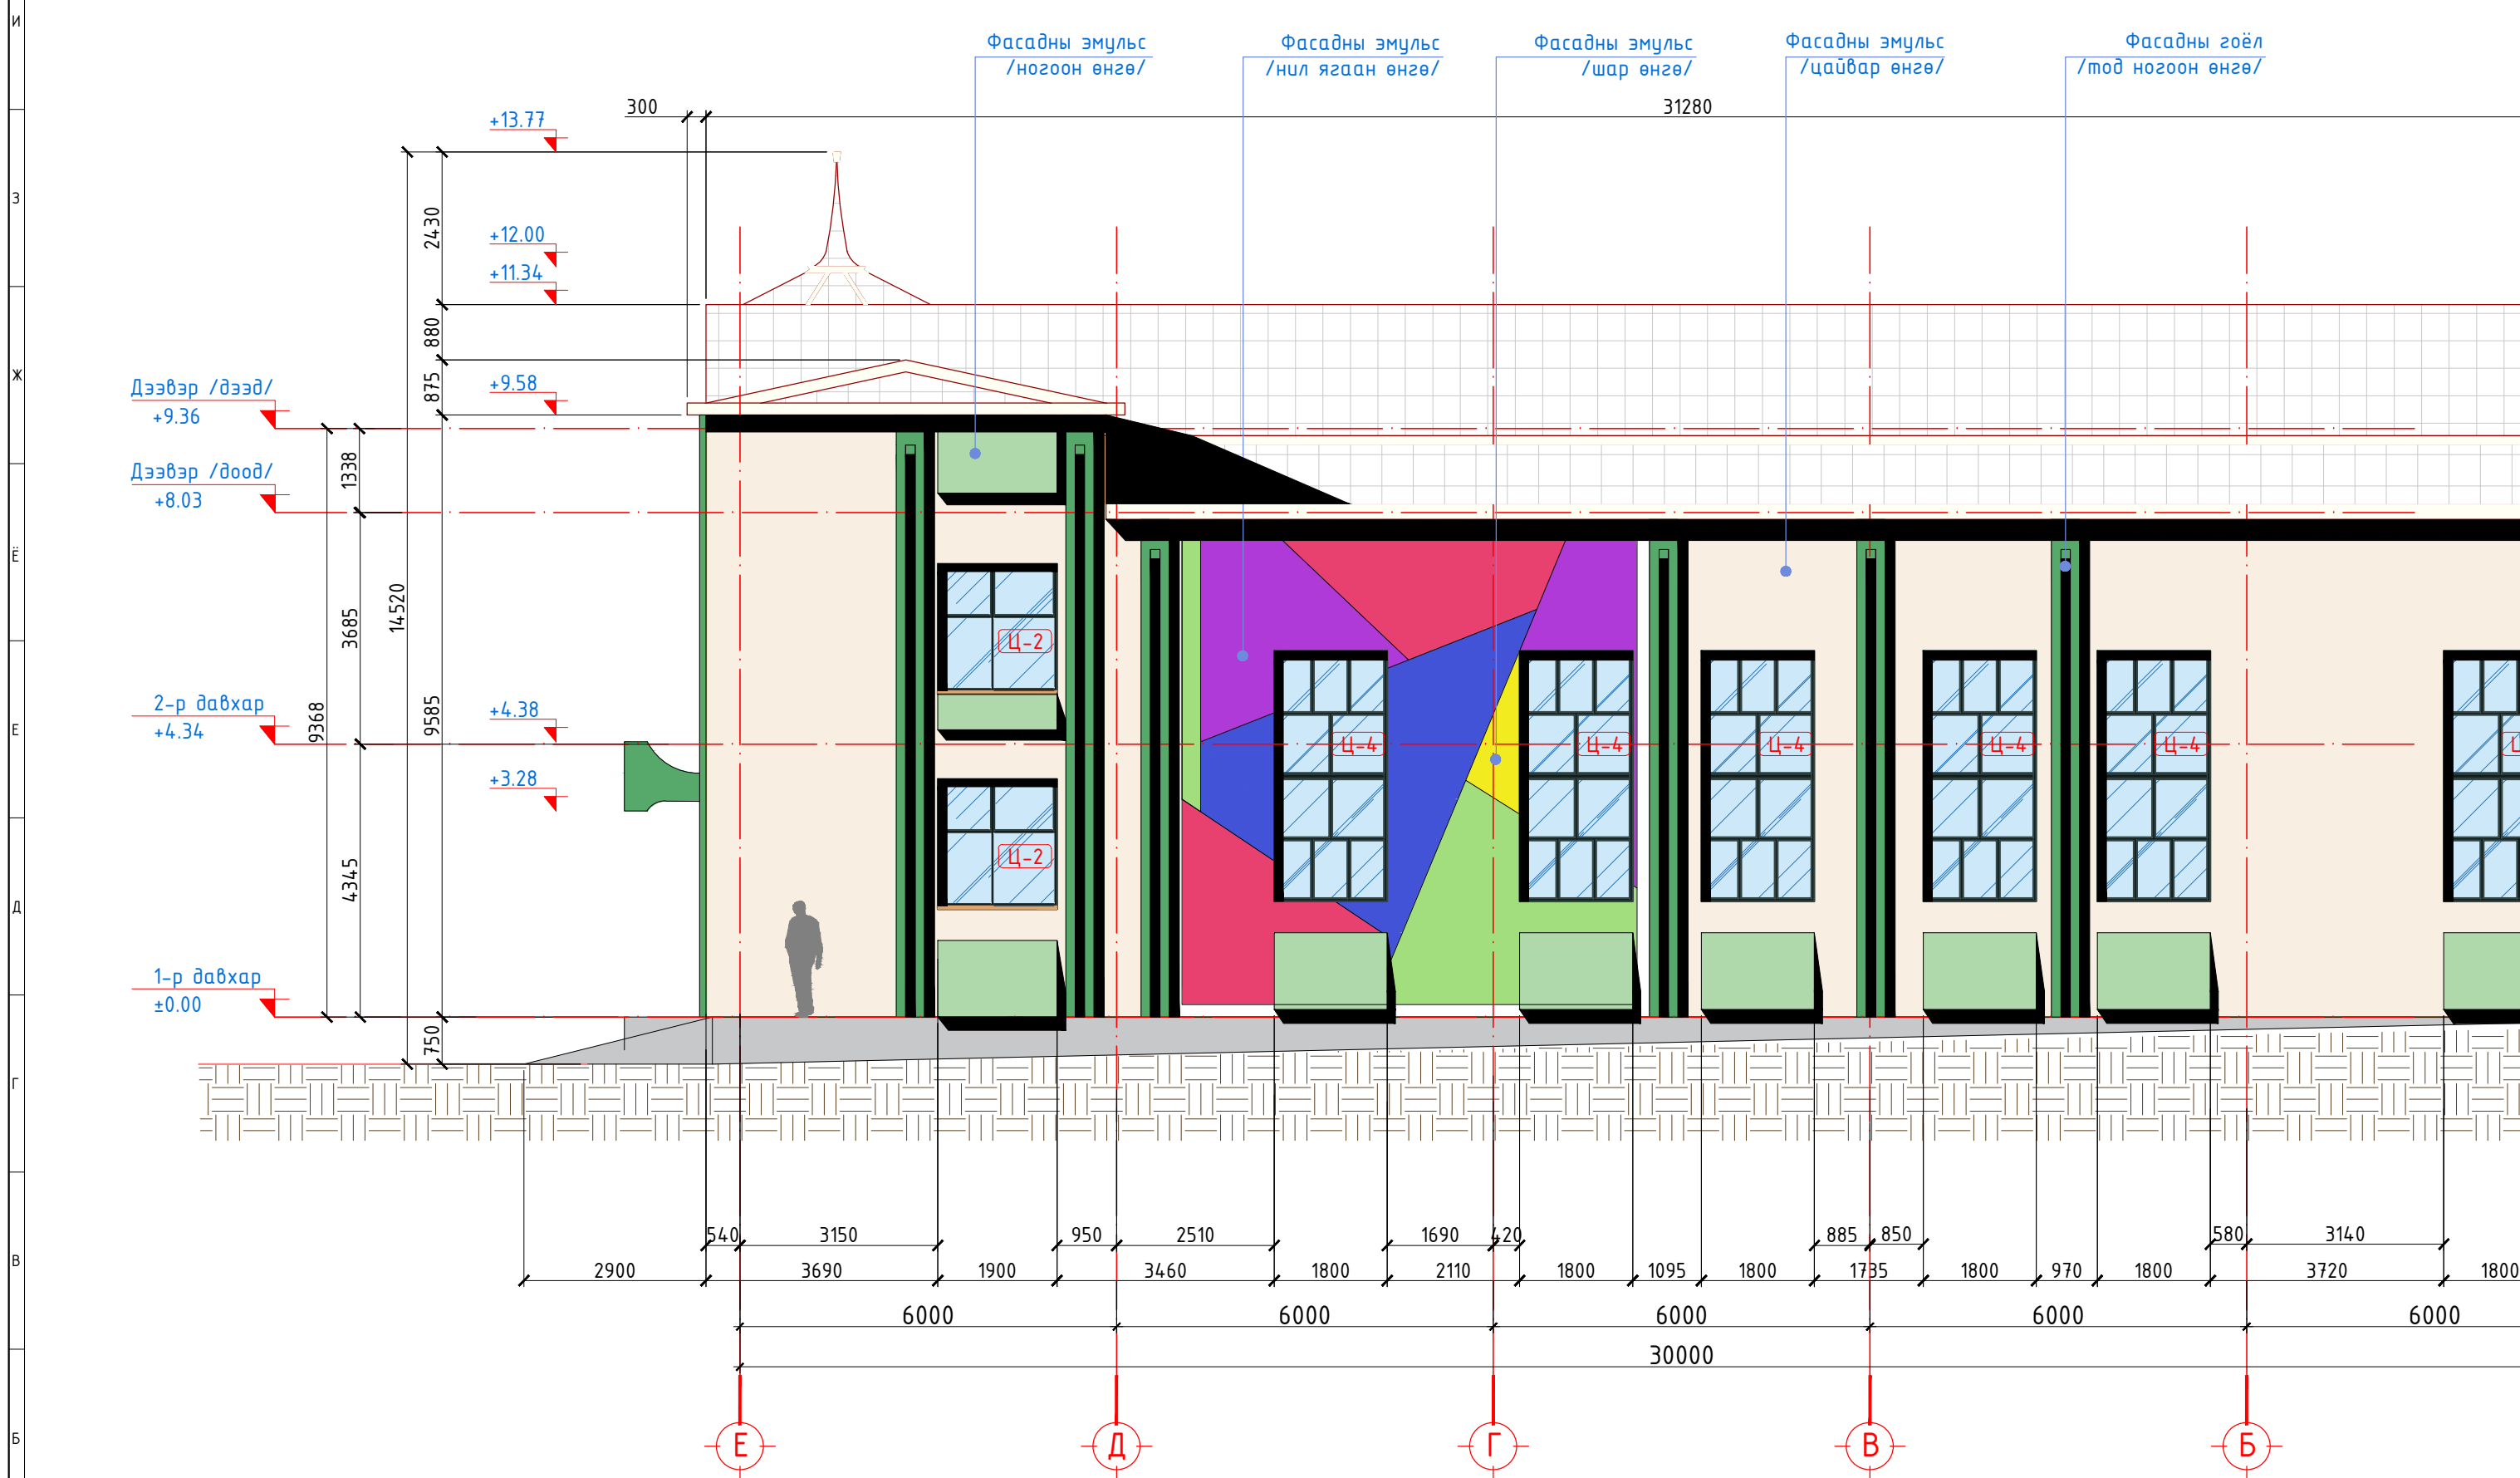 Фасадны эмульс
/ногоон өнгө/
Фасадны эмульс
/нил ягаан өнгө/
Фасадны эмульс
/шар өнгө/
Фасадны эмульс
/цайвар өнгө/
Фасадны гоёл
/тод ногоон өнгө/
И
З
Ж
Ё
Е
Д
Г
В
Б
300
31280
+13.77
+12.00
+11.34
+9.58
+4.38
+3.28
2430
880
875
9585
750
14520
1338
3685
4345
9368
Дээвэр /дээд/
+9.36
Дээвэр /доод/
+8.03
2-р давхар
+4.34
1-р давхар
±0.00
Ц-2
Ц-2
Ц-4
Ц-4
Ц-4
Ц-4
Ц-4
540
3150
950
2510
1690
420
885
850
580
3140
2900
3690
1900
3460
1800
2110
1800
1095
1800
1735
1800
970
1800
3720
1800
6000
6000
6000
6000
6000
30000
Е
Д
Г
В
Б